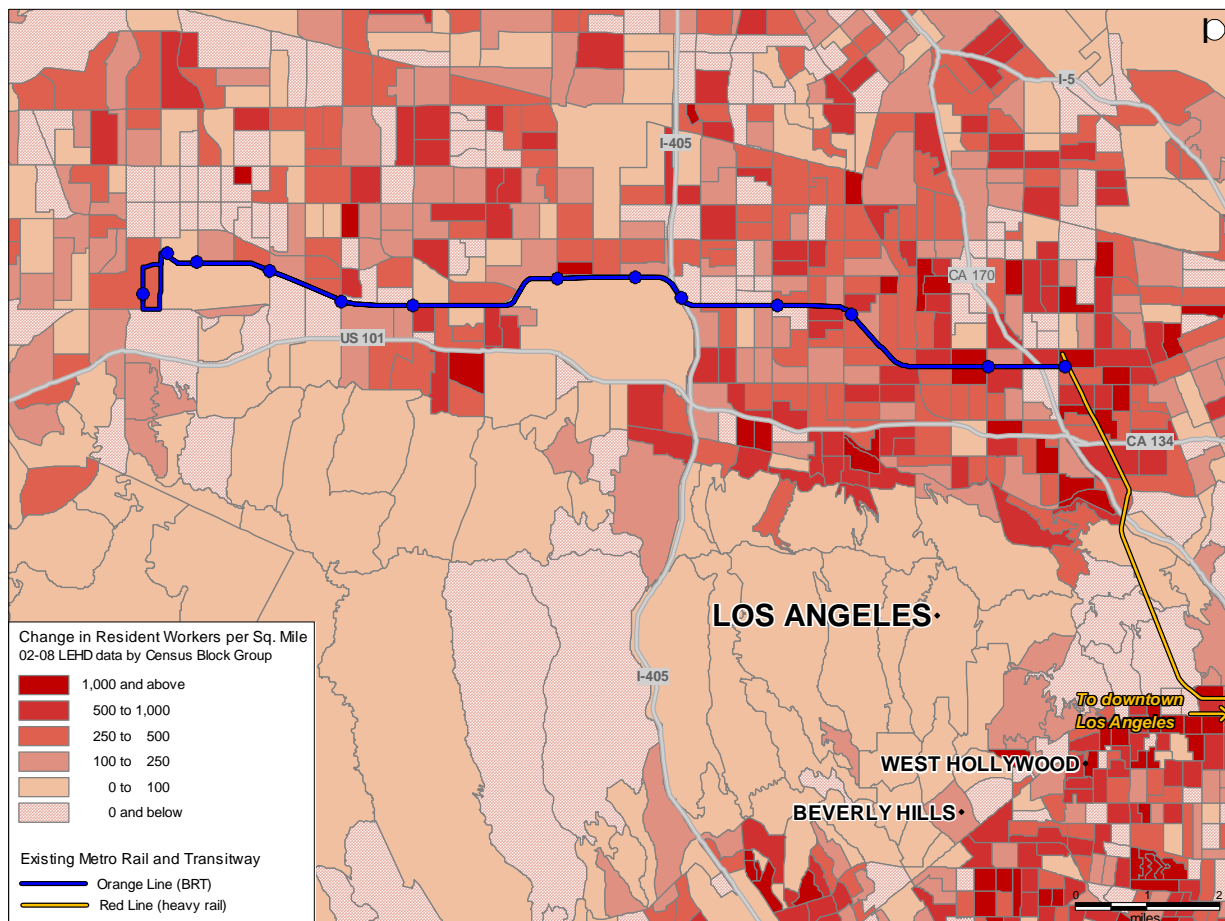 I-5
I-405
CA 170
US 101
CA 134
LOS ANGELES
I-405
To downtown
Los Angeles
WEST HOLLYWOOD
BEVERLY HILLS
Change in Resident Workers per Sq. Mile
02-08 LEHD data by Census Block Group
1,000 and above
500 to 1,000
250 to 500
100 to 250
0 to 100
0 and below
Existing Metro Rail and Transitway
Orange Line (BRT)
Red Line (heavy rail)
0 1 2
miles